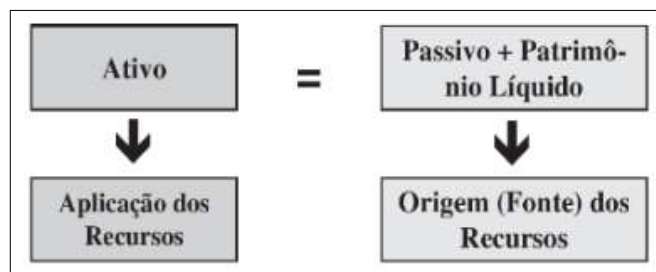 Ativo
=
Passivo + Patrimô-
nio Líquido
Aplicação dos
Recursos
Origem (Fonte) dos
Recursos